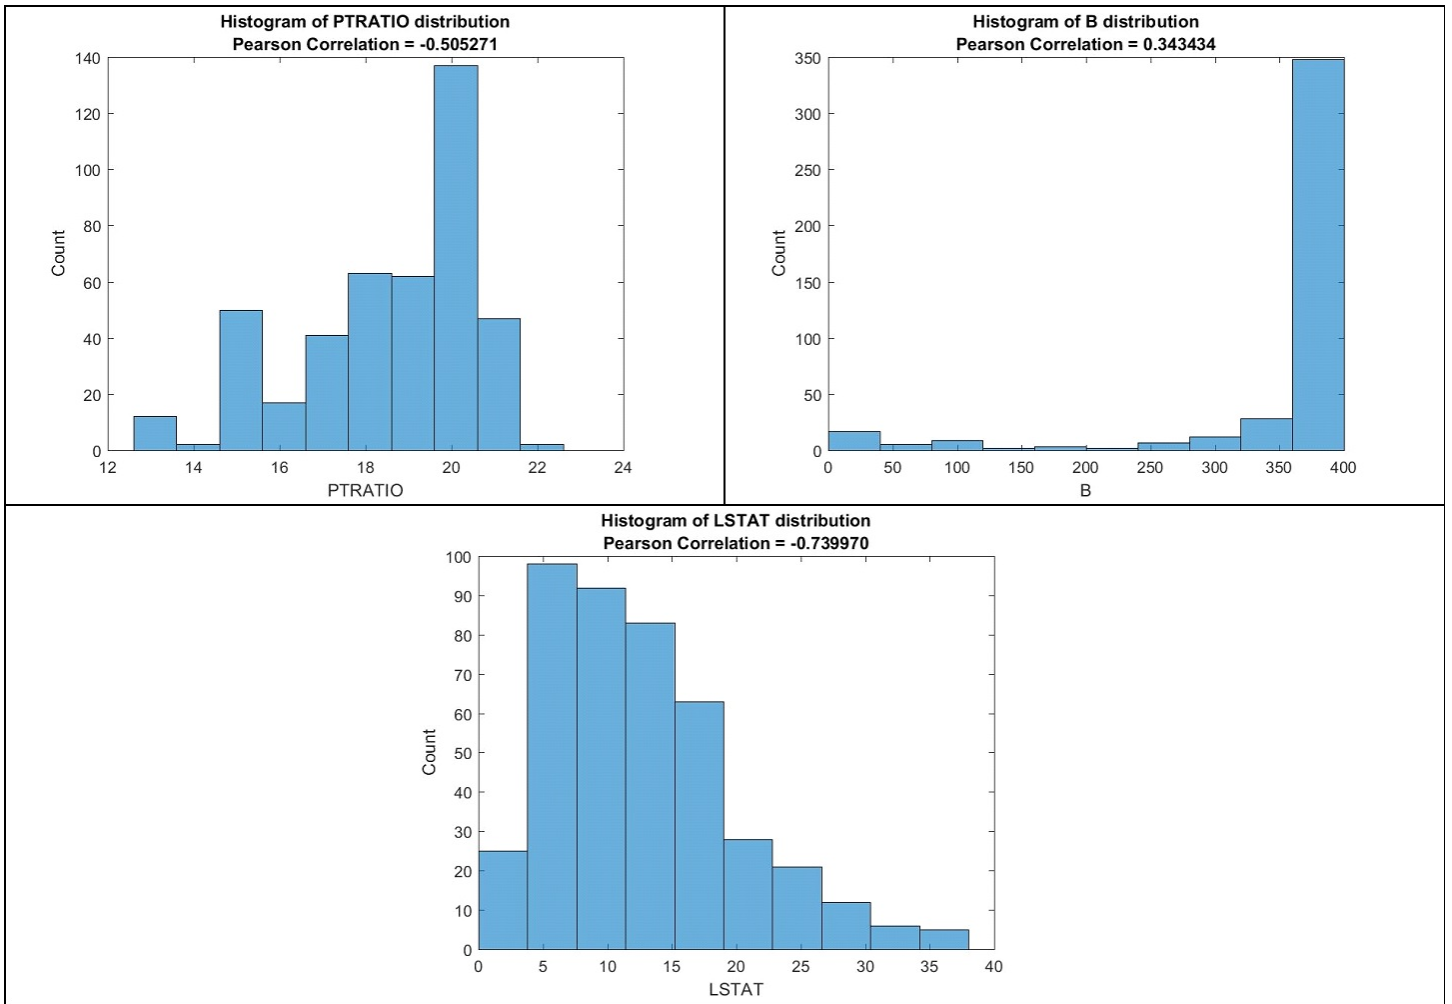 Histogram of PTRATIO distribution
Pearson Correlation = -0.505271
140
120
100
80
60
40
20
0
Count
12 14 16 18 20 22 24
PTRATIO
Histogram of B distribution
Pearson Correlation = 0.343434
350
300
250
200
150
100
50
0
Count
0 50 100 150 200 250 300 350 400
B
Histogram of LSTAT distribution
Pearson Correlation = -0.739970
100
90
80
70
60
50
40
30
20
10
0
Count
0 5 10 15 20 25 30 35 40
LSTAT